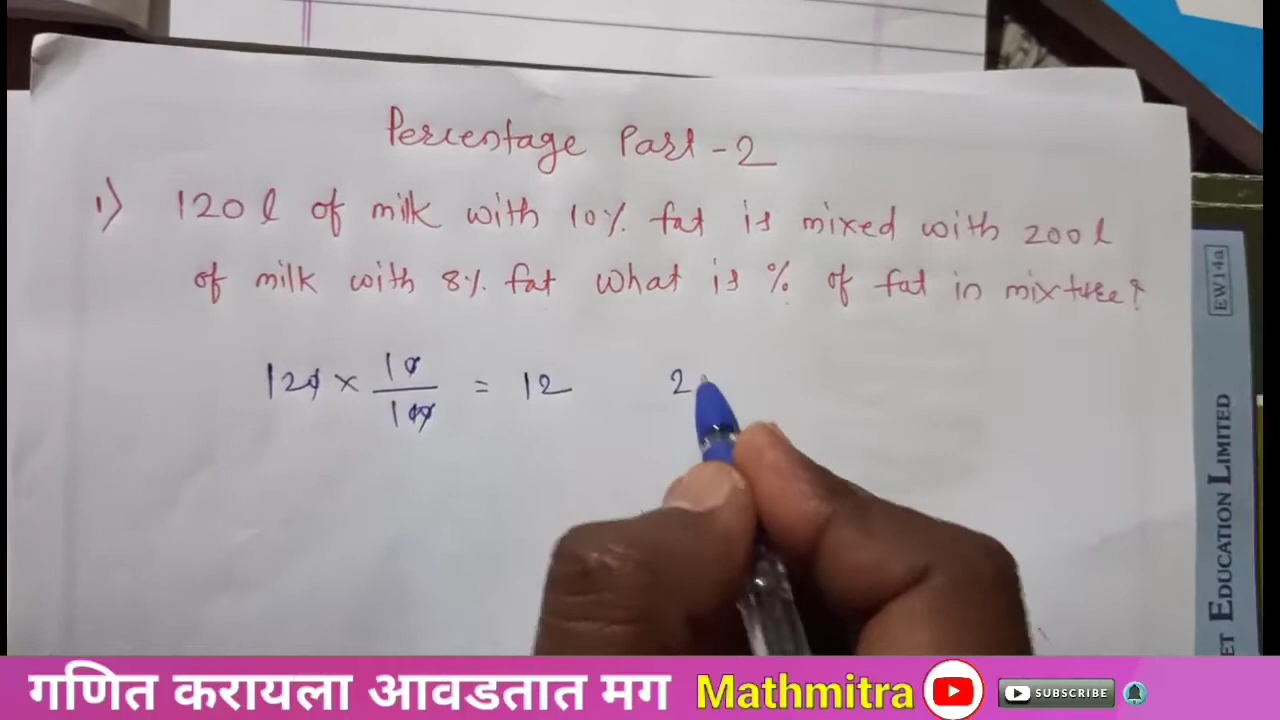 Percentage Part - 2
1) 120 l of milk with 10% fat is mixed with 200 l
of milk with 8% fat what is % of fat in mixture?
120 × 10/100 = 12 2
EW14a
ET EDUCATION LIMITED
गणित करायला आवडतात मग Mathmitra SUBSCRIBE